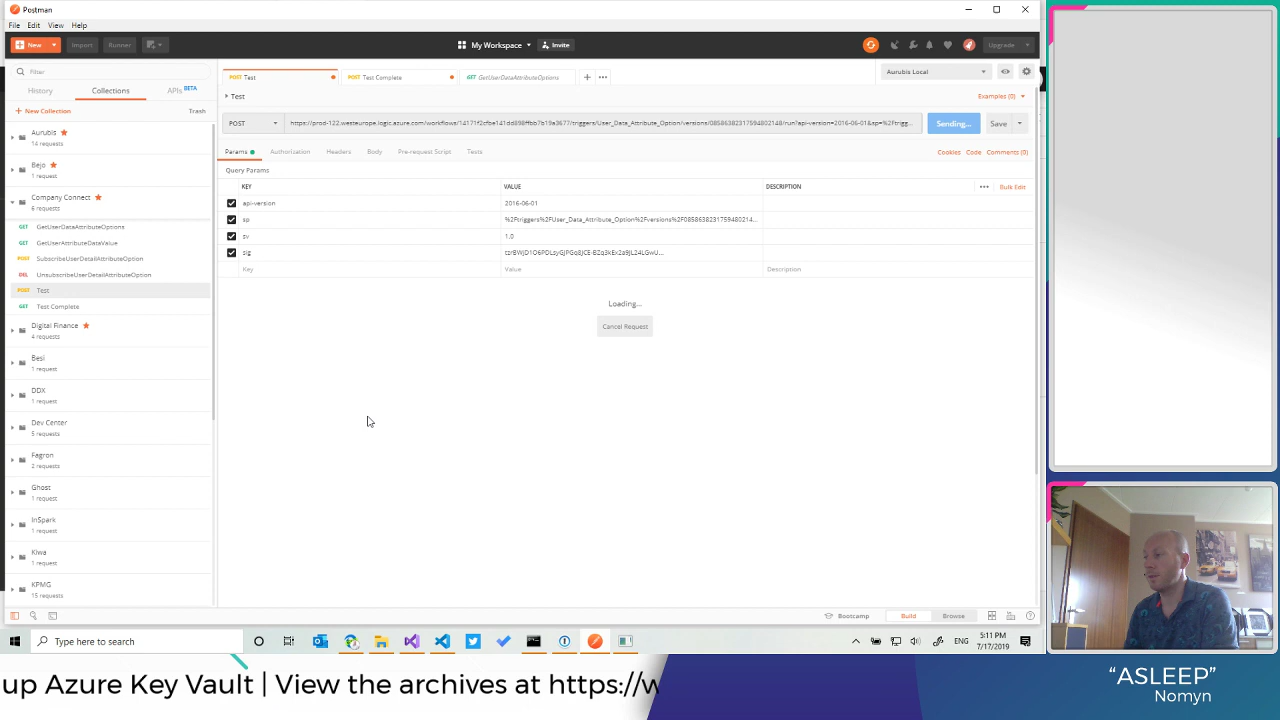 Postman
File Edit View Help
New Import Runner My Workspace Invite Upgrade
Filter
History Collections APIs BETA
New Collection Trash
Aurubis
14 requests
Bejo
1 request
Company Connect
6 requests
GET GetUserDataAttributeOptions
GET GetUserAttributeDataValue
POST SubscribeUserDetailAttributeOption
DEL UnsubscribeUserDetailAttributeOption
POST Test
GET Test Complete
Digital Finance
4 requests
Besi
1 request
DDX
1 request
Dev Center
5 requests
Fagron
2 requests
Ghost
1 request
InSpark
1 request
Kiwa
1 request
KPMG
15 requests
POST Test POST Test Complete GET GetUserDataAttributeOptions
Aurubis Local
Test Examples (0)
POST Sending... Save
Params Authorization Headers Body Pre-request Script Tests Cookies Code Comments (0)
Query Params
KEY VALUE DESCRIPTION Bulk Edit
api-version 2016-06-01
sp
sv 1.0
sig
Key Value Description
Loading...
Cancel Request
Bootcamp Build Browse
Type here to search
ENG
5:11 PM
7/17/2019
up Azure Key Vault | View the archives at https://w
“ASLEEP”
Nomyn